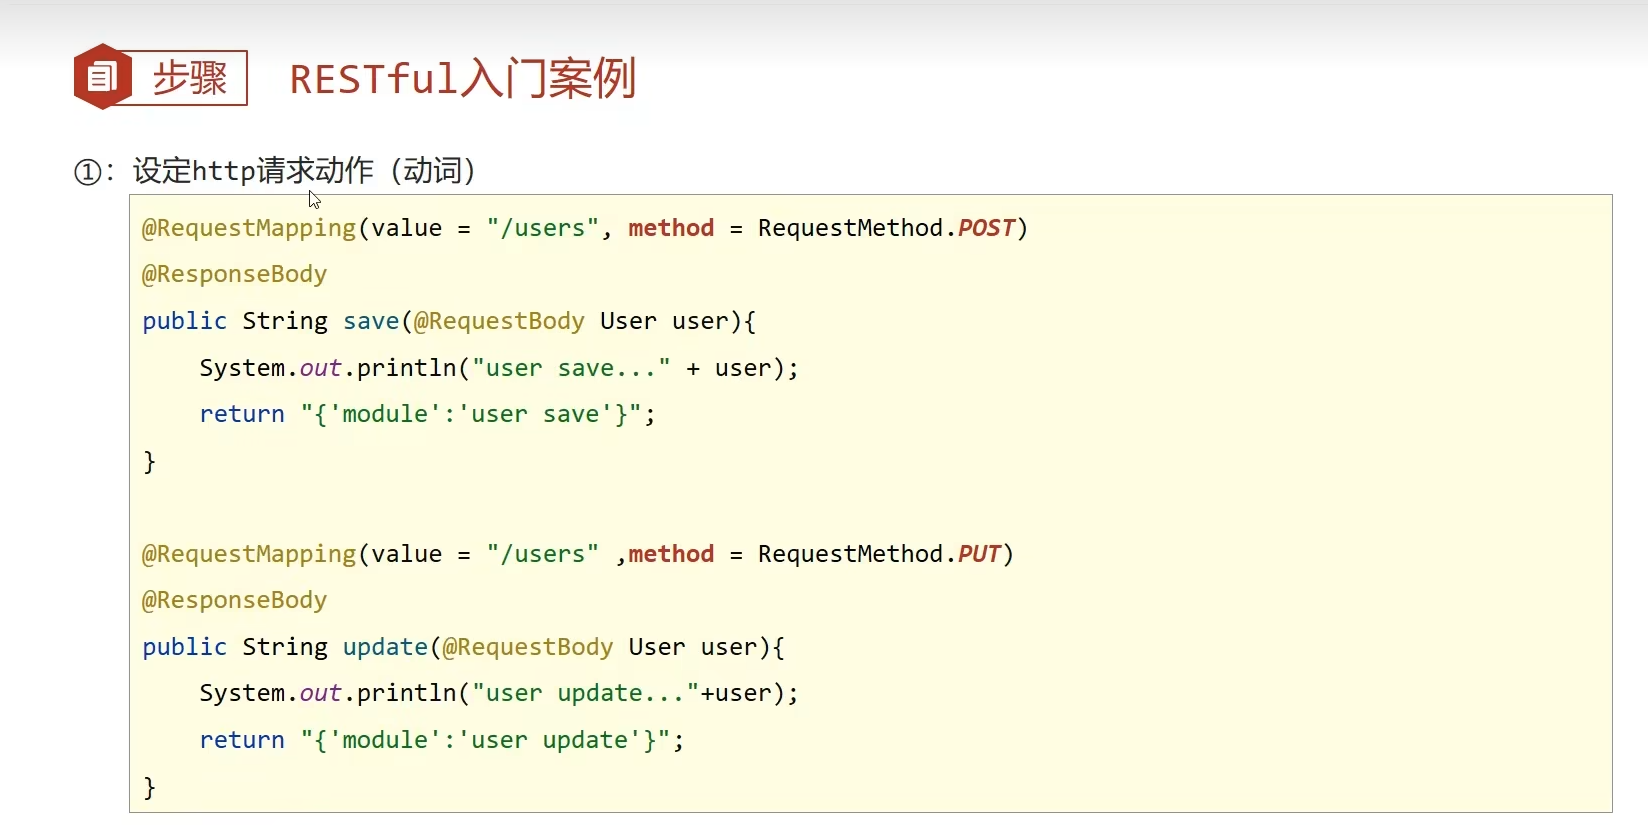 步骤 RESTful入门案例
①：设定http请求动作（动词）
@RequestMapping(value = "/users", method = RequestMethod.POST)
@ResponseBody
public String save(@RequestBody User user){
    System.out.println("user save..." + user);
    return "{'module':'user save'}";
}
@RequestMapping(value = "/users" ,method = RequestMethod.PUT)
@ResponseBody
public String update(@RequestBody User user){
    System.out.println("user update..."+user);
    return "{'module':'user update'}";
}